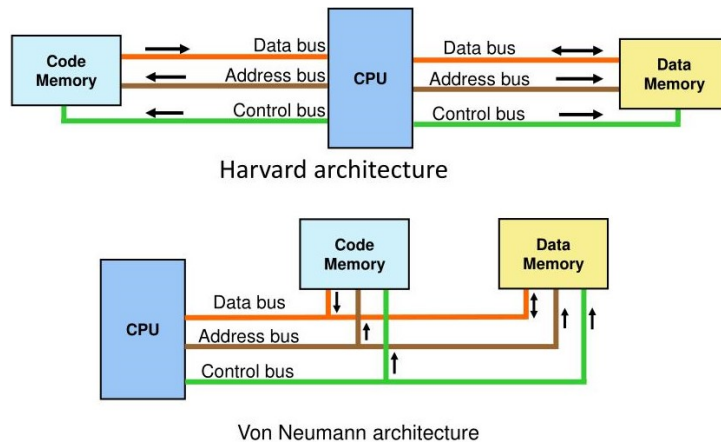 Code
Memory
Data bus
Address bus
Control bus
CPU
Data bus
Address bus
Control bus
Data
Memory
Harvard architecture
Code
Memory
Data
Memory
CPU
Data bus
Address bus
Control bus
Von Neumann architecture